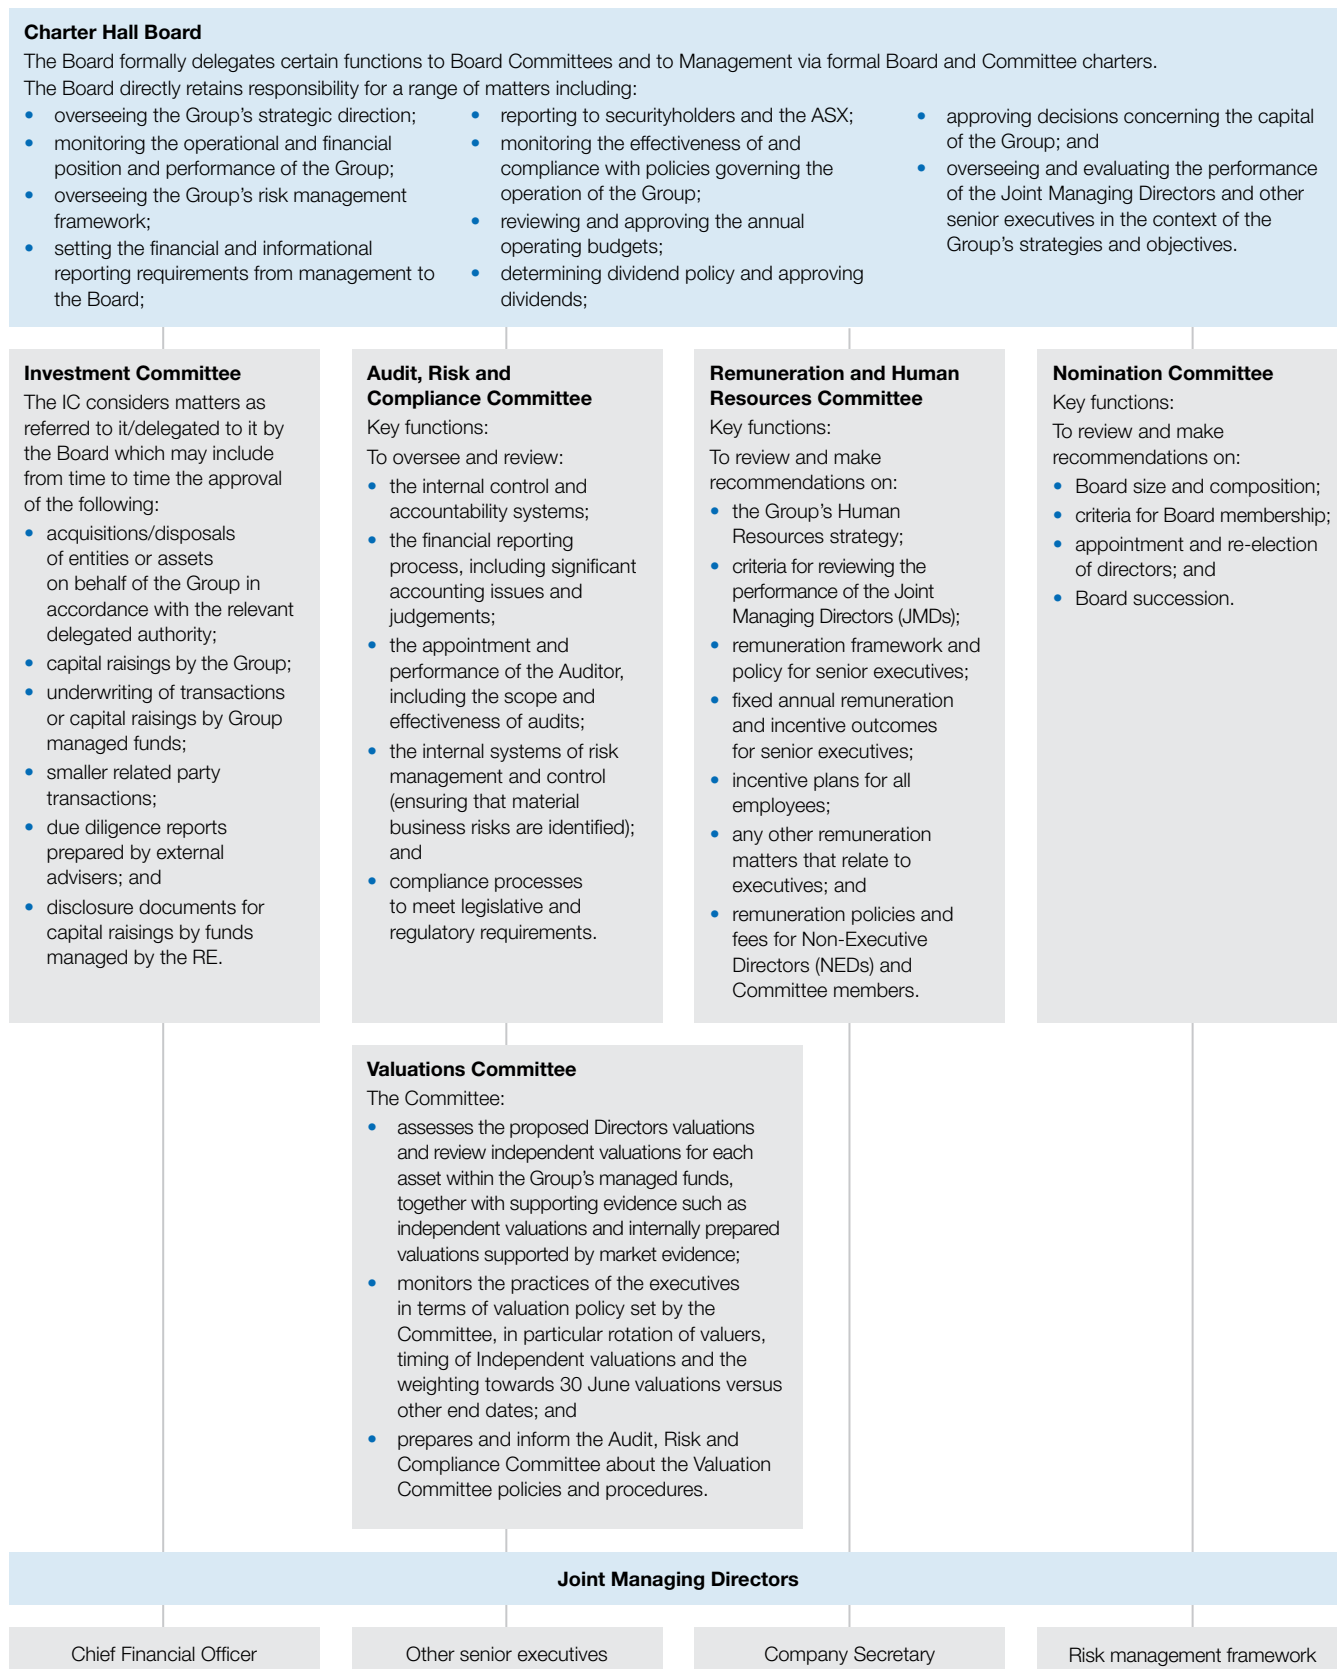 Charter Hall Board
The Board formally delegates certain functions to Board Committees and to Management via formal Board and Committee charters.
The Board directly retains responsibility for a range of matters including:
• overseeing the Group’s strategic direction;
• monitoring the operational and financial
position and performance of the Group;
• overseeing the Group’s risk management
framework;
• setting the financial and informational
reporting requirements from management to
the Board;
• reporting to securityholders and the ASX;
• monitoring the effectiveness of and
compliance with policies governing the
operation of the Group;
• reviewing and approving the annual
operating budgets;
• determining dividend policy and approving
dividends;
• approving decisions concerning the capital
of the Group; and
• overseeing and evaluating the performance
of the Joint Managing Directors and other
senior executives in the context of the
Group’s strategies and objectives.
Investment Committee
The IC considers matters as
referred to it/delegated to it by
the Board which may include
from time to time the approval
of the following:
• acquisitions/disposals
of entities or assets
on behalf of the Group in
accordance with the relevant
delegated authority;
• capital raisings by the Group;
• underwriting of transactions
or capital raisings by Group
managed funds;
• smaller related party
transactions;
• due diligence reports
prepared by external
advisers; and
• disclosure documents for
capital raisings by funds
managed by the RE.
Audit, Risk and
Compliance Committee
Key functions:
To oversee and review:
• the internal control and
accountability systems;
• the financial reporting
process, including significant
accounting issues and
judgements;
• the appointment and
performance of the Auditor,
including the scope and
effectiveness of audits;
• the internal systems of risk
management and control
(ensuring that material
business risks are identified);
and
• compliance processes
to meet legislative and
regulatory requirements.
Remuneration and Human
Resources Committee
Key functions:
To review and make
recommendations on:
• the Group’s Human
Resources strategy;
• criteria for reviewing the
performance of the Joint
Managing Directors (JMDs);
• remuneration framework and
policy for senior executives;
• fixed annual remuneration
and incentive outcomes
for senior executives;
• incentive plans for all
employees;
• any other remuneration
matters that relate to
executives; and
• remuneration policies and
fees for Non-Executive
Directors (NEDs) and
Committee members.
Nomination Committee
Key functions:
To review and make
recommendations on:
• Board size and composition;
• criteria for Board membership;
• appointment and re-election
of directors; and
• Board succession.
Valuations Committee
The Committee:
• assesses the proposed Directors valuations
and review independent valuations for each
asset within the Group’s managed funds,
together with supporting evidence such as
independent valuations and internally prepared
valuations supported by market evidence;
• monitors the practices of the executives
in terms of valuation policy set by the
Committee, in particular rotation of valuers,
timing of Independent valuations and the
weighting towards 30 June valuations versus
other end dates; and
• prepares and inform the Audit, Risk and
Compliance Committee about the Valuation
Committee policies and procedures.
Joint Managing Directors
Chief Financial Officer
Other senior executives
Company Secretary
Risk management framework